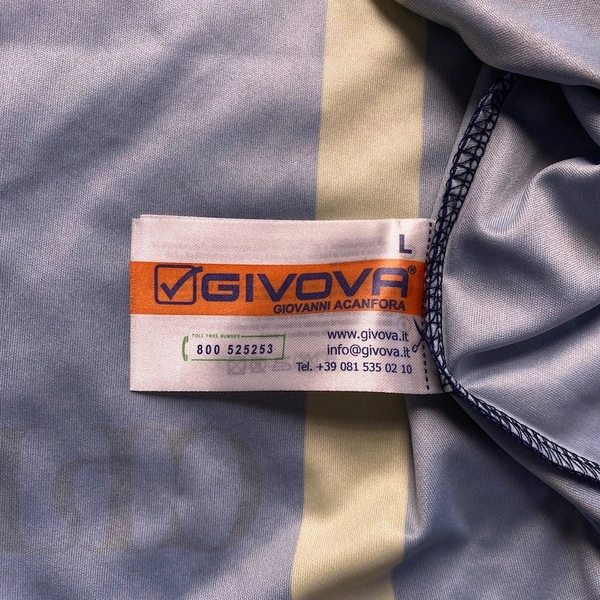 L
GIVOVA®
GIOVANNI ACANFORA
TOLL FREE NUMBER
800 525253
www.givova.it
info@givova.it
Tel. +39 081 535 02 10